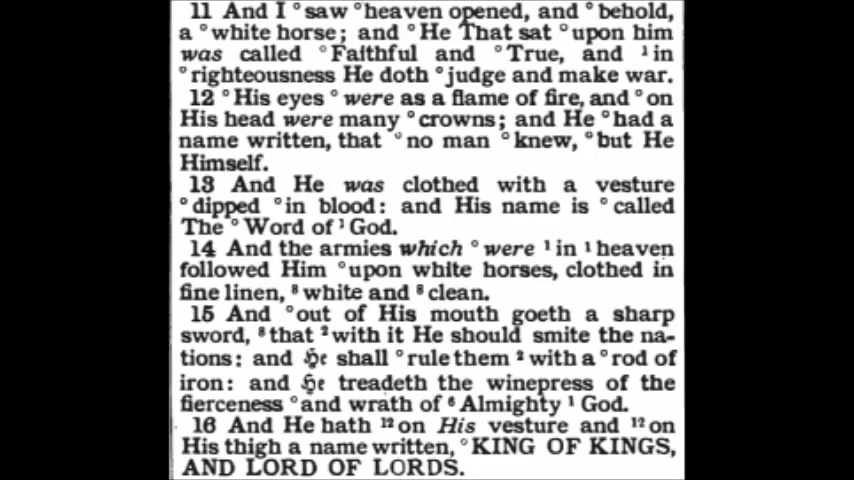 11 And I °saw °heaven opened, and °behold,
a °white horse; and °He That sat °upon him
was called °Faithful and °True, and ¹in
°righteousness He doth °judge and make war.
12 °His eyes °were as a flame of fire, and °on
His head were many °crowns; and He °had a
name written, that °no man °knew, °but He
Himself.
13 And He was clothed with a vesture
°dipped °in blood: and His name is °called
The °Word of ¹God.
14 And the armies which °were ¹in ¹heaven
followed Him °upon white horses, clothed in
fine linen, ⁸white and ⁸clean.
15 And °out of His mouth goeth a sharp
sword, ⁸that ²with it He should smite the na-
tions: and He shall °rule them ²with a °rod of
iron: and He treadeth the winepress of the
fierceness °and wrath of ⁶Almighty ¹God.
16 And He hath ¹²on His vesture and ¹²on
His thigh a name written, °KING OF KINGS,
AND LORD OF LORDS.